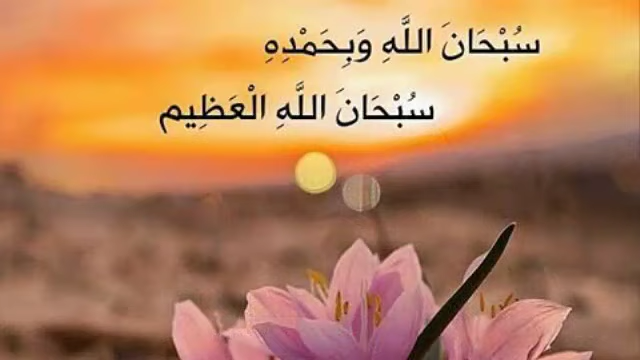 سُبْحَانَ اللَّهِ وَبِحَمْدِهِ
سُبْحَانَ اللَّهِ الْعَظِيم